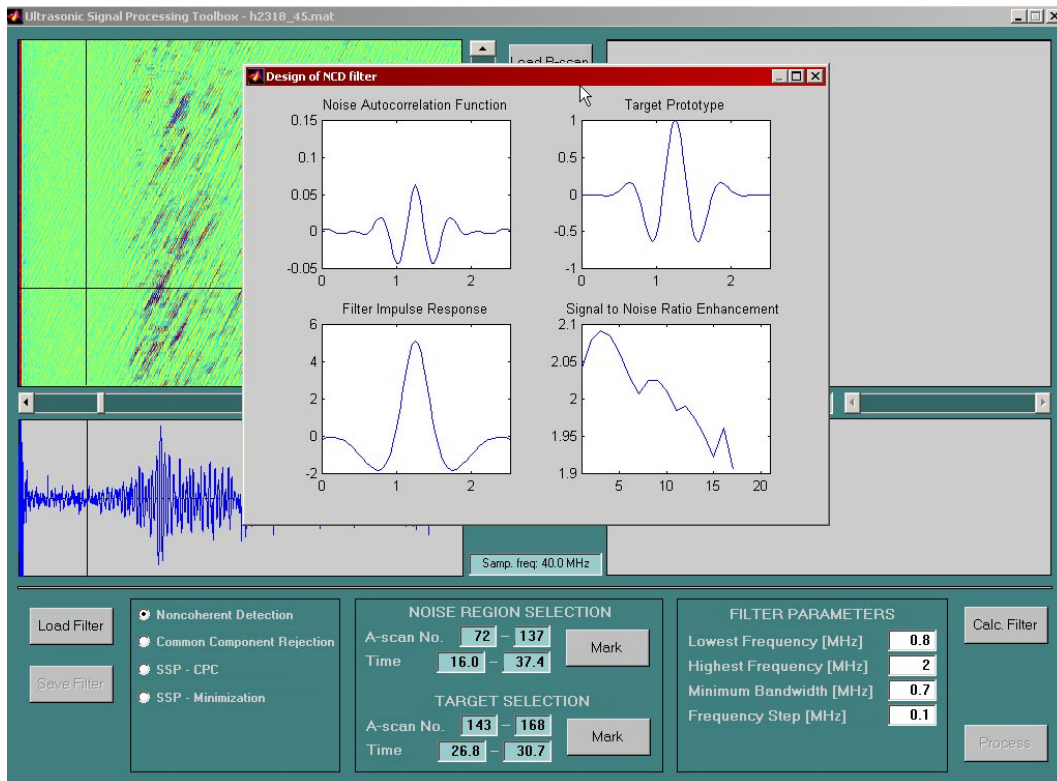 Ultrasonic Signal Processing Toolbox - h2318_45.mat
Load B-scan
Design of NCD filter
Noise Autocorrelation Function
0.15
0.1
0.05
0
-0.05
0 1 2
Target Prototype
1
0.5
0
-0.5
-1
0 1 2
Filter Impulse Response
6
4
2
0
-2
0 1 2
Signal to Noise Ratio Enhancement
2.1
2.05
2
1.95
1.9
5 10 15 20
Samp. freq: 40.0 MHz
Load Filter
Save Filter
Noncoherent Detection
Common Component Rejection
SSP - CPC
SSP - Minimization
NOISE REGION SELECTION
A-scan No. 72 - 137
Time 16.0 - 37.4
Mark
TARGET SELECTION
A-scan No. 143 - 168
Time 26.8 - 30.7
Mark
FILTER PARAMETERS
Lowest Frequency [MHz] 0.8
Highest Frequency [MHz] 2
Minimum Bandwidth [MHz] 0.7
Frequency Step [MHz] 0.1
Calc. Filter
Process